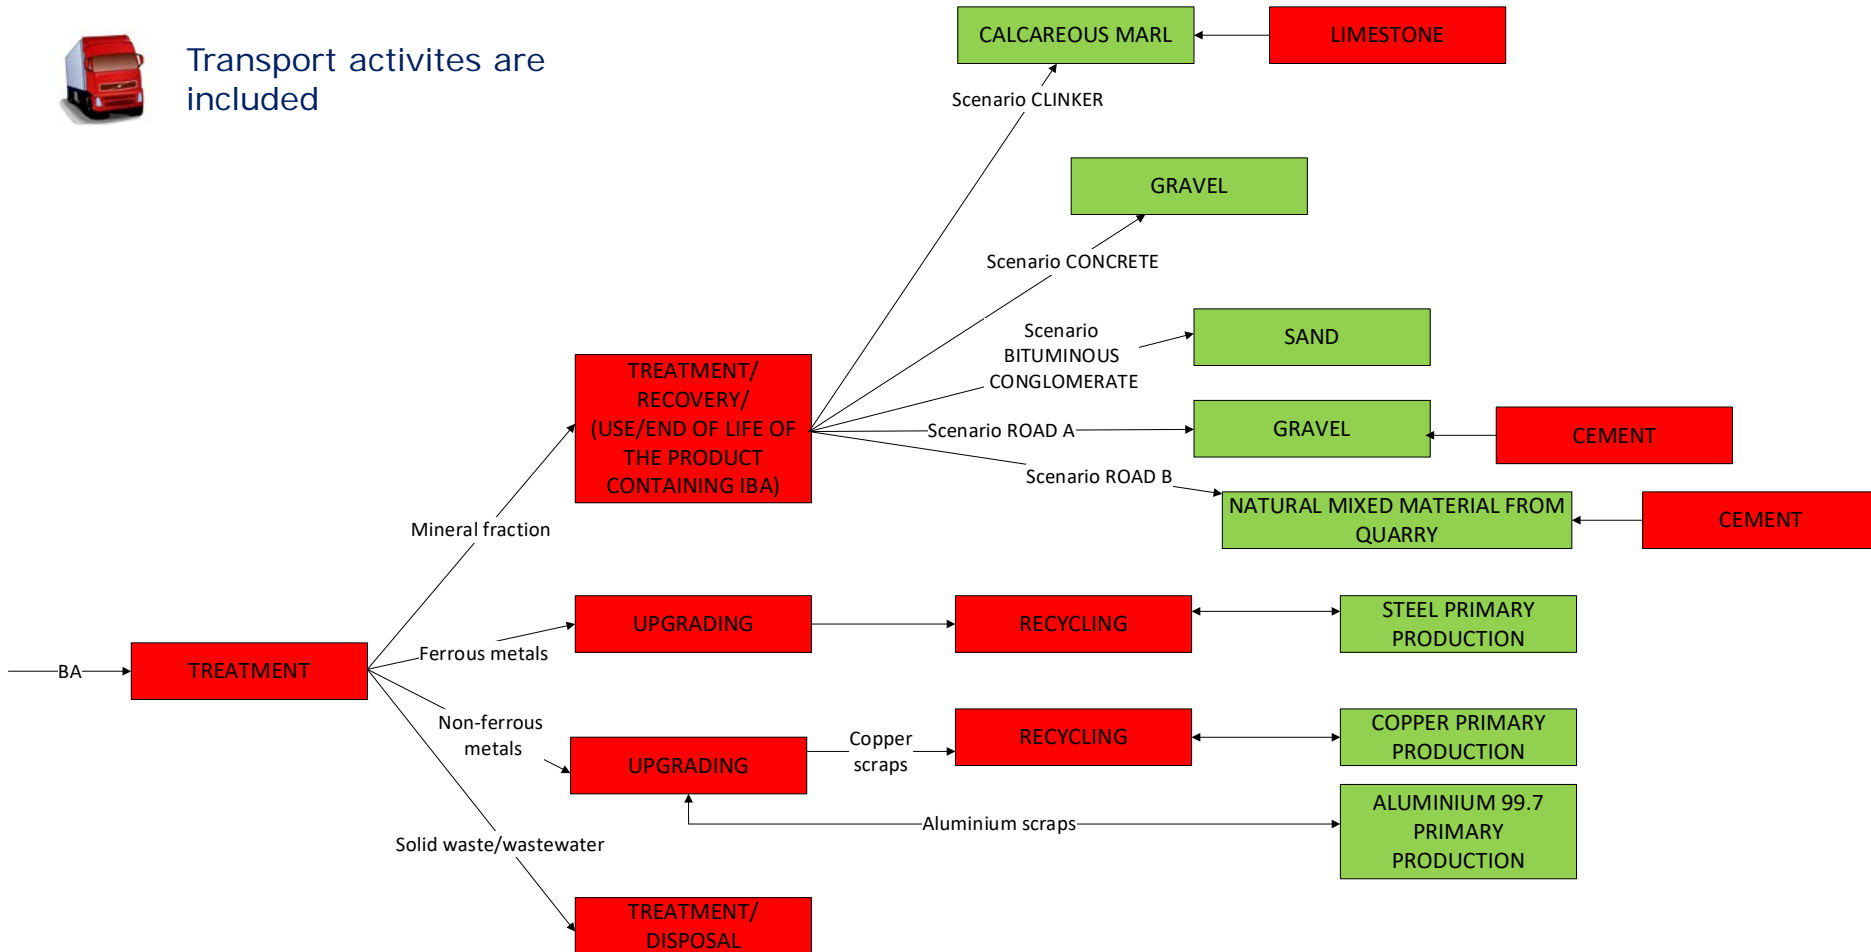 Transport activites are
included
CALCAREOUS MARL
LIMESTONE
Scenario CLINKER
GRAVEL
Scenario CONCRETE
Scenario
BITUMINOUS
CONGLOMERATE
SAND
TREATMENT/
RECOVERY/
(USE/END OF LIFE OF
THE PRODUCT
CONTAINING IBA)
Scenario ROAD A
GRAVEL
CEMENT
Scenario ROAD B
NATURAL MIXED MATERIAL FROM
QUARRY
CEMENT
Mineral fraction
BA
TREATMENT
Ferrous metals
UPGRADING
RECYCLING
STEEL PRIMARY
PRODUCTION
Non-ferrous
metals
UPGRADING
Copper
scraps
RECYCLING
COPPER PRIMARY
PRODUCTION
Aluminium scraps
ALUMINIUM 99.7
PRIMARY
PRODUCTION
Solid waste/wastewater
TREATMENT/
DISPOSAL